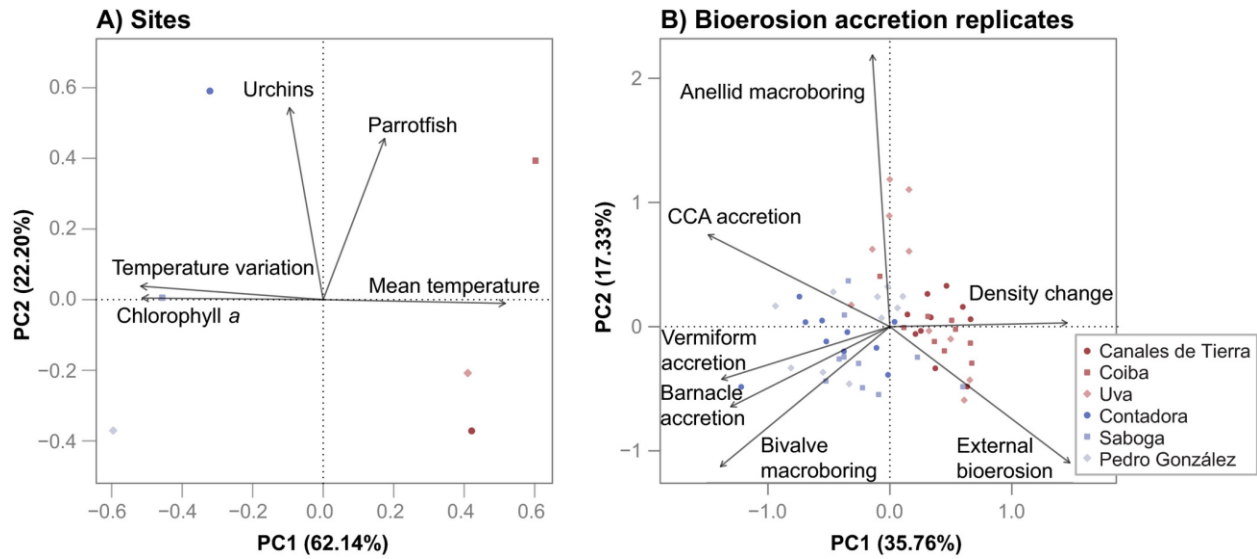 A) Sites
B) Bioerosion accretion replicates
Urchins
Parrotfish
Temperature variation
Mean temperature
Chlorophyll a
PC2 (22.20%)
0.6
0.4
0.2
0.0
−0.2
−0.4
−0.6
−0.4
−0.2
0.0
0.2
0.4
0.6
PC1 (62.14%)
Anellid macroboring
CCA accretion
Density change
Vermiform
accretion
Barnacle
accretion
Bivalve
macroboring
External
bioerosion
PC2 (17.33%)
2
1
0
−1
−1.0
0.0
1.0
PC1 (35.76%)
Canales de Tierra
Coiba
Uva
Contadora
Saboga
Pedro González